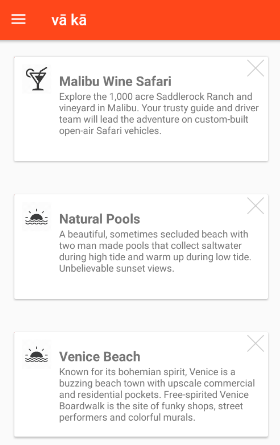 vā kā
Malibu Wine Safari
Explore the 1,000 acre Saddlerock Ranch and
vineyard in Malibu. Your trusty guide and driver
team will lead the adventure on custom-built
open-air Safari vehicles.
Natural Pools
A beautiful, sometimes secluded beach with
two man made pools that collect saltwater
during high tide and warm up during low tide.
Unbelievable sunset views.
Venice Beach
Known for its bohemian spirit, Venice is a
buzzing beach town with upscale commercial
and residential pockets. Free-spirited Venice
Boardwalk is the site of funky shops, street
performers and colorful murals.